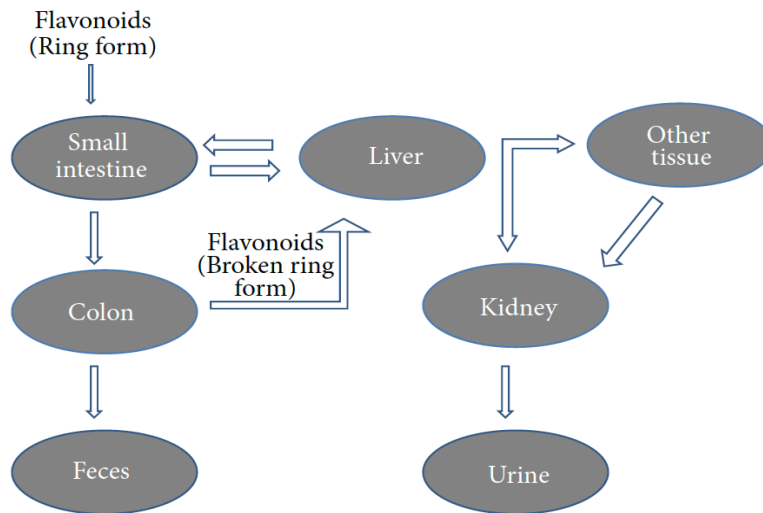 Flavonoids
(Ring form)
Small
intestine
Liver
Other
tissue
Flavonoids
(Broken ring
form)
Colon
Kidney
Feces
Urine